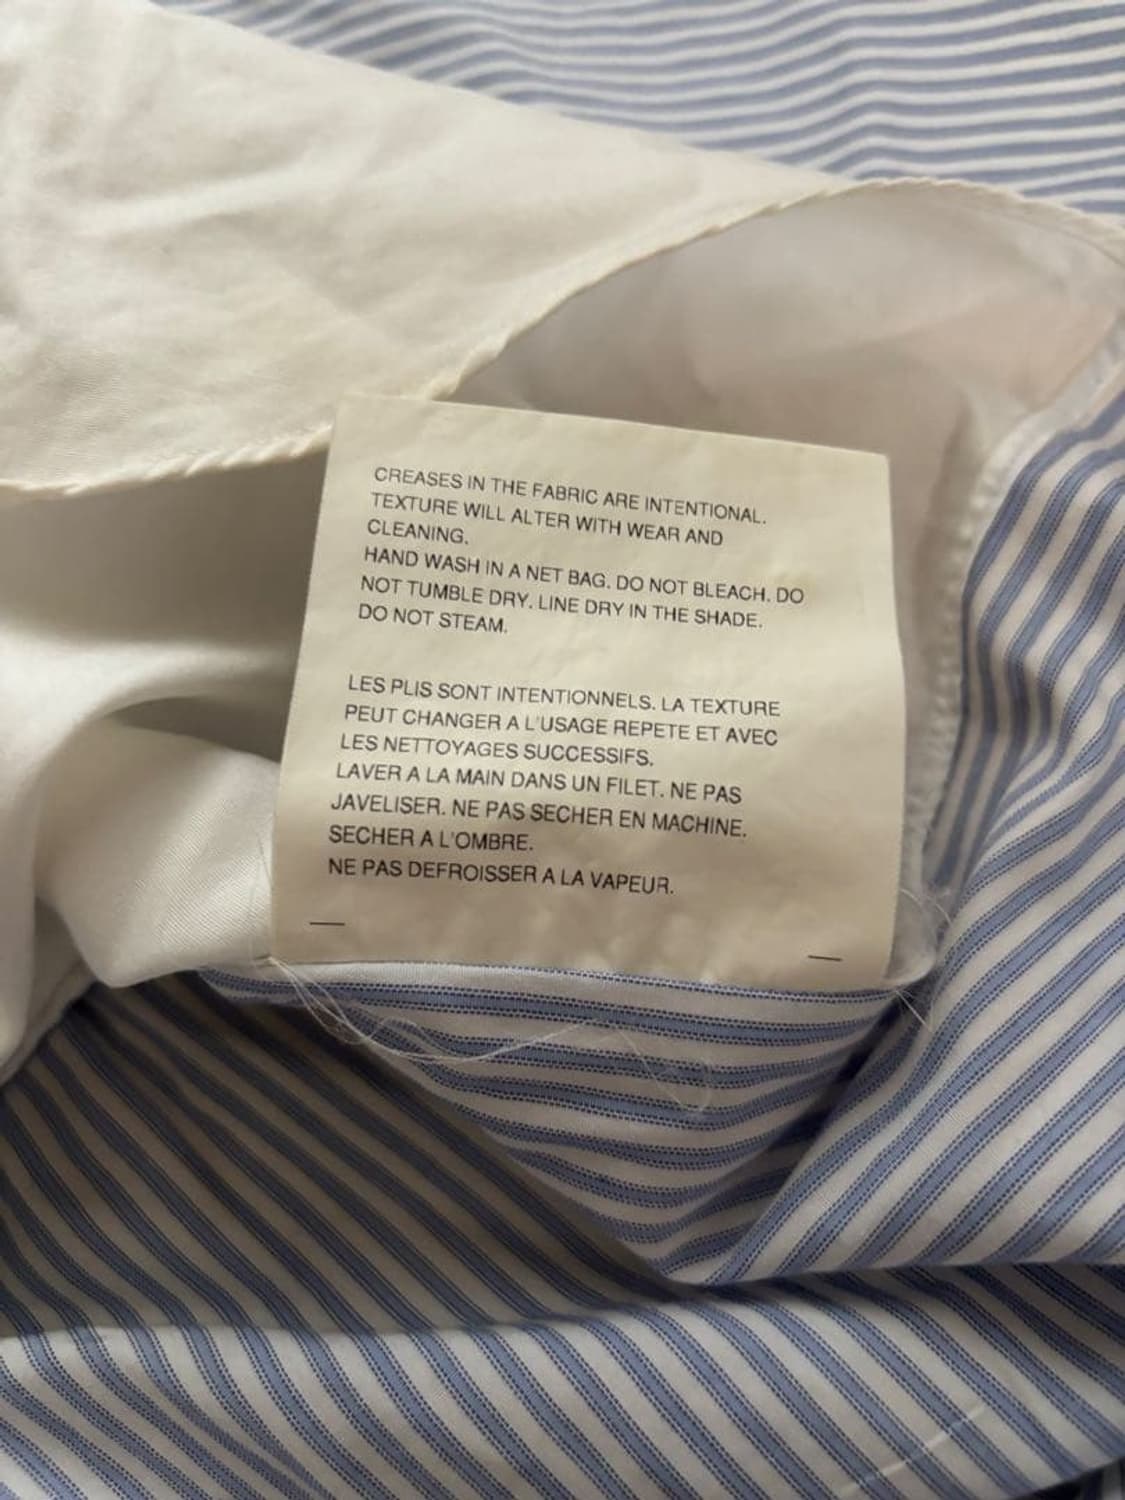 CREASES IN THE FABRIC ARE INTENTIONAL.
TEXTURE WILL ALTER WITH WEAR AND
CLEANING.
HAND WASH IN A NET BAG. DO NOT BLEACH. DO
NOT TUMBLE DRY. LINE DRY IN THE SHADE.
DO NOT STEAM.
LES PLIS SONT INTENTIONNELS. LA TEXTURE
PEUT CHANGER A L'USAGE REPETE ET AVEC
LES NETTOYAGES SUCCESSIFS.
LAVER A LA MAIN DANS UN FILET. NE PAS
JAVELISER. NE PAS SECHER EN MACHINE.
SECHER A L'OMBRE.
NE PAS DEFROISSER A LA VAPEUR.